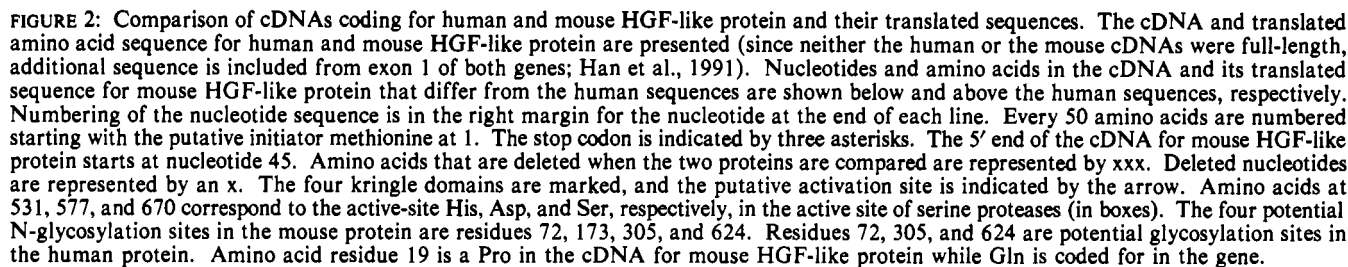 FIGURE 2: Comparison of cDNAs coding for human and mouse HGF-like protein and their translated sequences. The cDNA and translated
amino acid sequence for human and mouse HGF-like protein are presented (since neither the human or the mouse cDNAs were full-length,
additional sequence is included from exon 1 of both genes; Han et al., 1991). Nucleotides and amino acids in the cDNA and its translated
sequence for mouse HGF-like protein that differ from the human sequences are shown below and above the human sequences, respectively.
Numbering of the nucleotide sequence is in the right margin for the nucleotide at the end of each line. Every 50 amino acids are numbered
starting with the putative initiator methionine at 1. The stop codon is indicated by three asterisks. The 5′ end of the cDNA for mouse HGF-like
protein starts at nucleotide 45. Amino acids that are deleted when the two proteins are compared are represented by xxx. Deleted nucleotides
are represented by an x. The four kringle domains are marked, and the putative activation site is indicated by the arrow. Amino acids at
531, 577, and 670 correspond to the active-site His, Asp, and Ser, respectively, in the active site of serine proteases (in boxes). The four potential
N-glycosylation sites in the mouse protein are residues 72, 173, 305, and 624. Residues 72, 305, and 624 are potential glycosylation sites in
the human protein. Amino acid residue 19 is a Pro in the cDNA for mouse HGF-like protein while Gln is coded for in the gene.